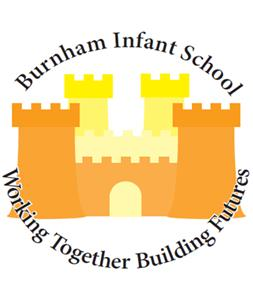 Burnham Infant School
Working Together Building Futures